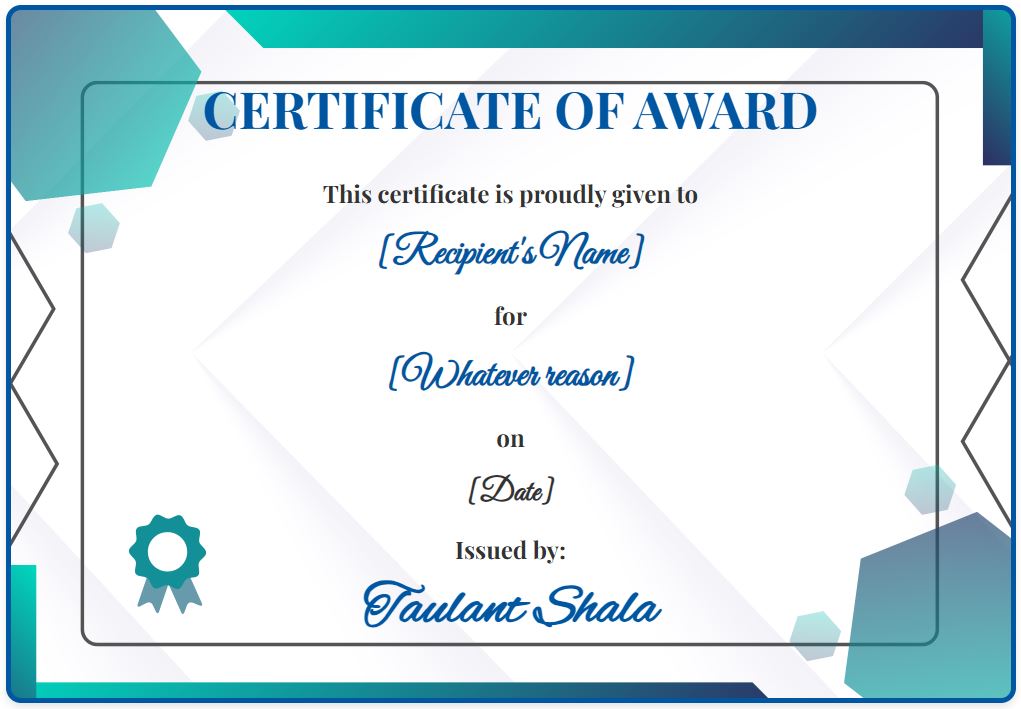 CERTIFICATE OF AWARD
This certificate is proudly given to
[Recipient's Name]
for
[Whatever reason]
on
[Date]
Issued by:
Taulant Shala